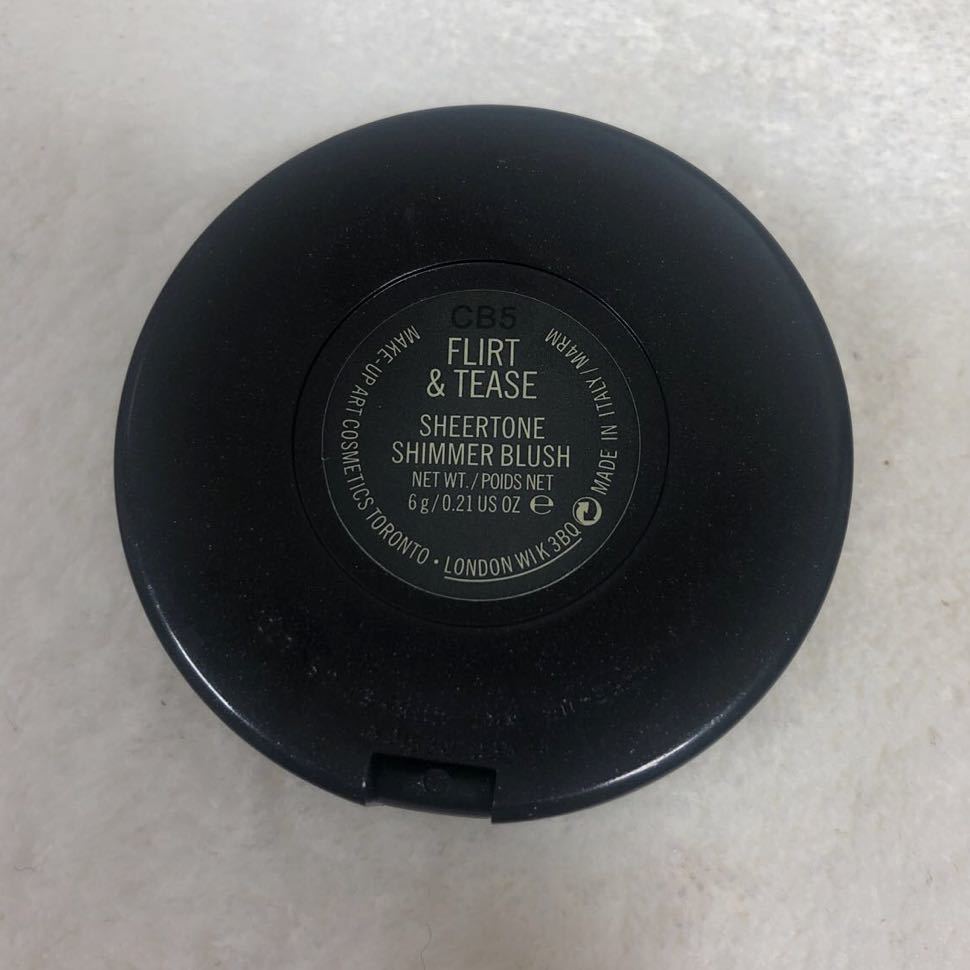 CB5
FLIRT
& TEASE
SHEERTONE
SHIMMER BLUSH
NET WT./POIDS NET
6 g/0.21 US OZ ℮
MAKE-UP ART COSMETICS TORONTO • LONDON W1K 3BQ
MADE IN ITALY/M4RM